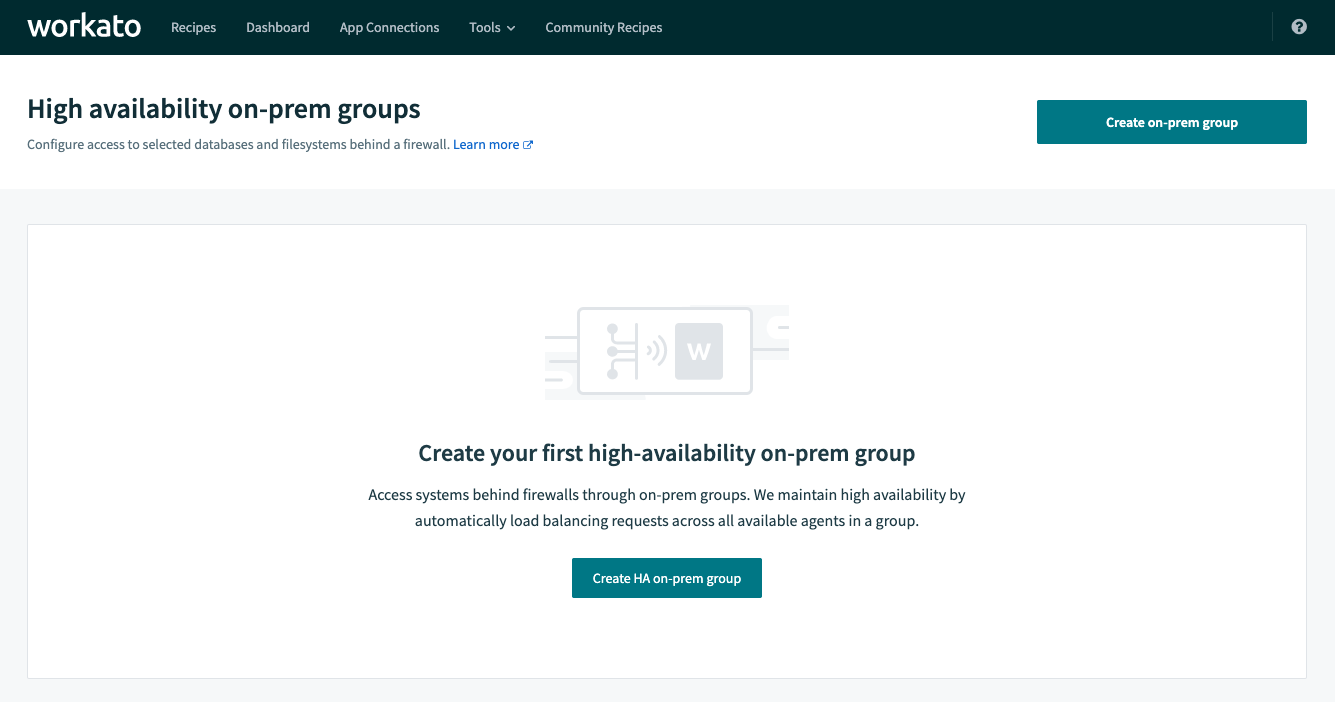 workato Recipes Dashboard App Connections Tools Community Recipes ?
High availability on-prem groups
Configure access to selected databases and filesystems behind a firewall. Learn more
Create on-prem group
W
Create your first high-availability on-prem group
Access systems behind firewalls through on-prem groups. We maintain high availability by
automatically load balancing requests across all available agents in a group.
Create HA on-prem group